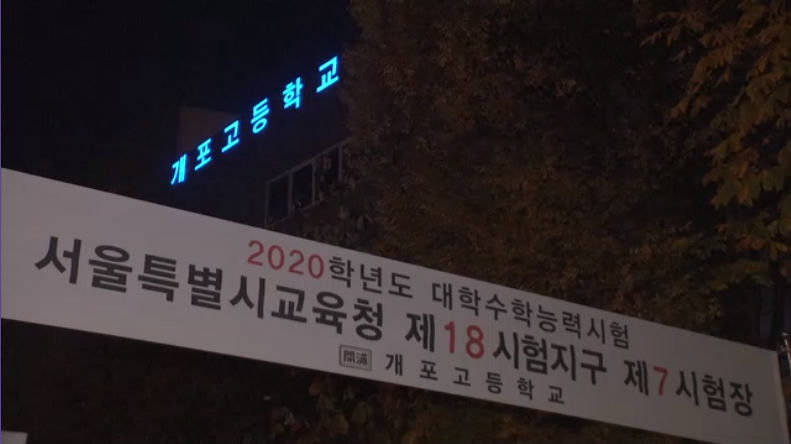 개포고등학교
2020학년도 대학수학능력시험
서울특별시교육청 제18시험지구 제7시험장
開浦 개포고등학교